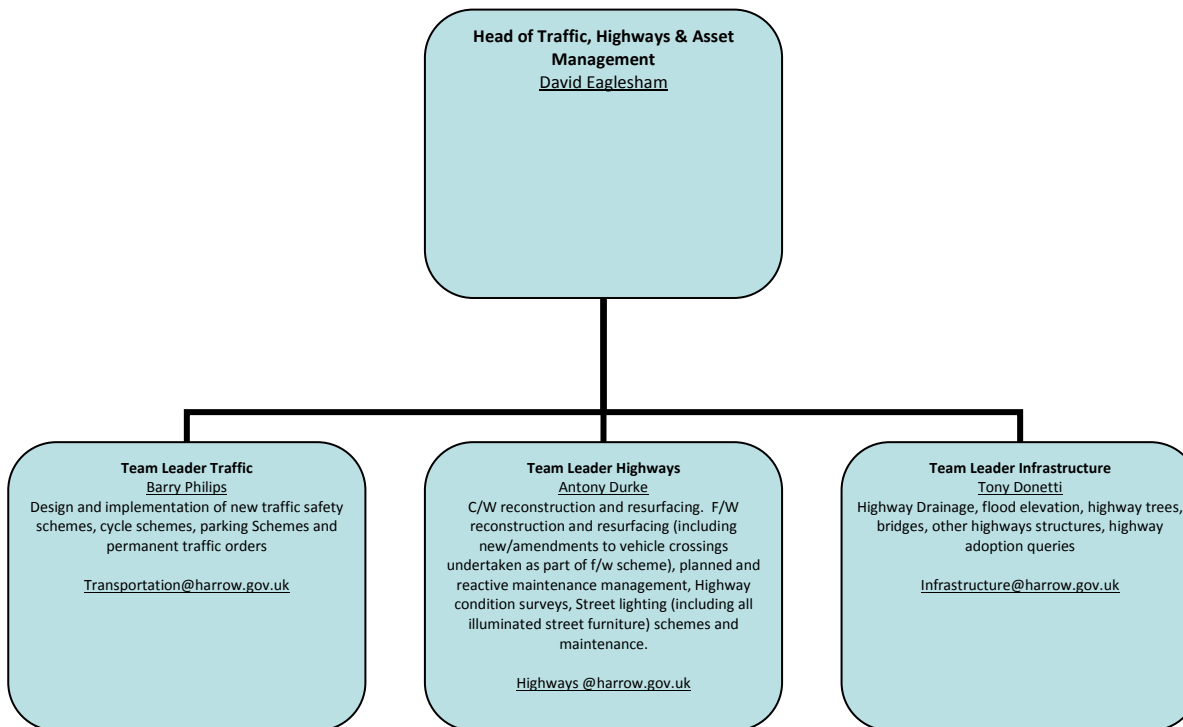 Head of Traffic, Highways & Asset
Management
David Eaglesham
Team Leader Traffic
Barry Philips
Design and implementation of new traffic safety
schemes, cycle schemes, parking Schemes and
permanent traffic orders
Transportation@harrow.gov.uk
Team Leader Highways
Antony Durke
C/W reconstruction and resurfacing. F/W
reconstruction and resurfacing (including
new/amendments to vehicle crossings
undertaken as part of f/w scheme), planned and
reactive maintenance management, Highway
condition surveys, Street lighting (including all
illuminated street furniture) schemes and
maintenance.
Highways @harrow.gov.uk
Team Leader Infrastructure
Tony Donetti
Highway Drainage, flood elevation, highway trees,
bridges, other highways structures, highway
adoption queries
Infrastructure@harrow.gov.uk